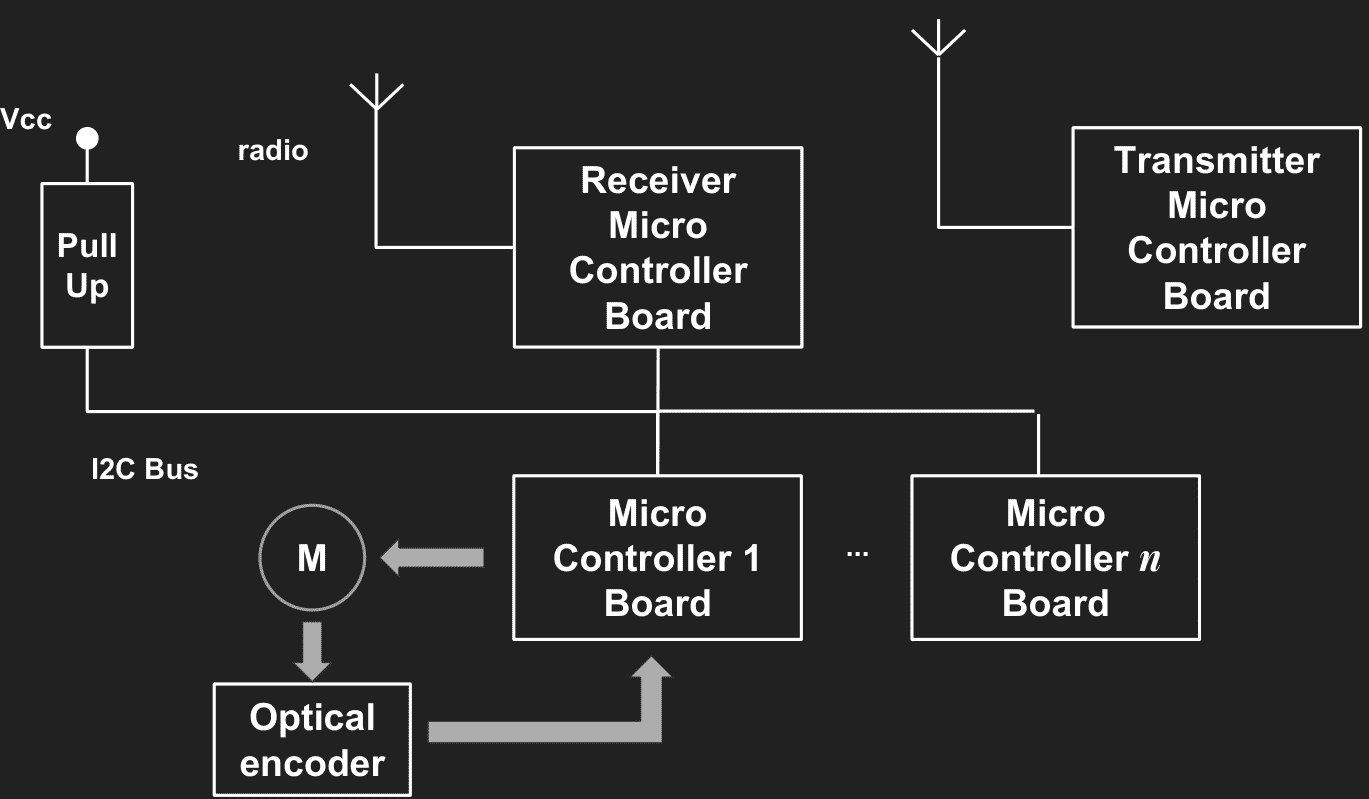 Vcc
radio
Pull
Up
Receiver
Micro
Controller
Board
Transmitter
Micro
Controller
Board
I2C Bus
M
Micro
Controller 1
Board
...
Micro
Controller n
Board
Optical
encoder